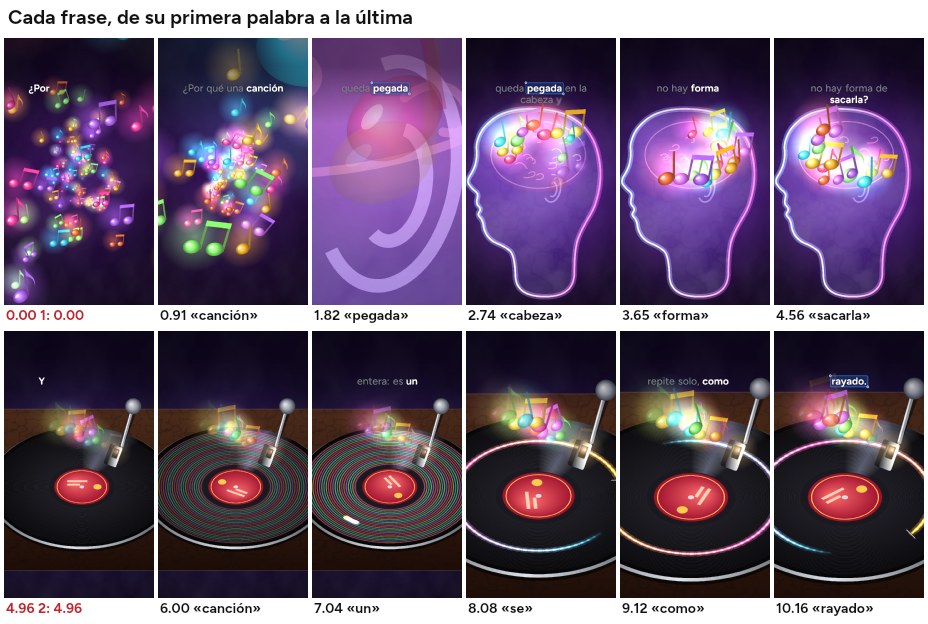 Cada frase, de su primera palabra a la última
¿Por
¿Por qué una canción
queda pegada
queda pegada en la
cabeza y
no hay forma
no hay forma de
sacarla?
0.00 1: 0.00
0.91 «canción»
1.82 «pegada»
2.74 «cabeza»
3.65 «forma»
4.56 «sacarla»
Y
entera: es un
repite solo, como
rayado.
4.96 2: 4.96
6.00 «canción»
7.04 «un»
8.08 «se»
9.12 «como»
10.16 «rayado»